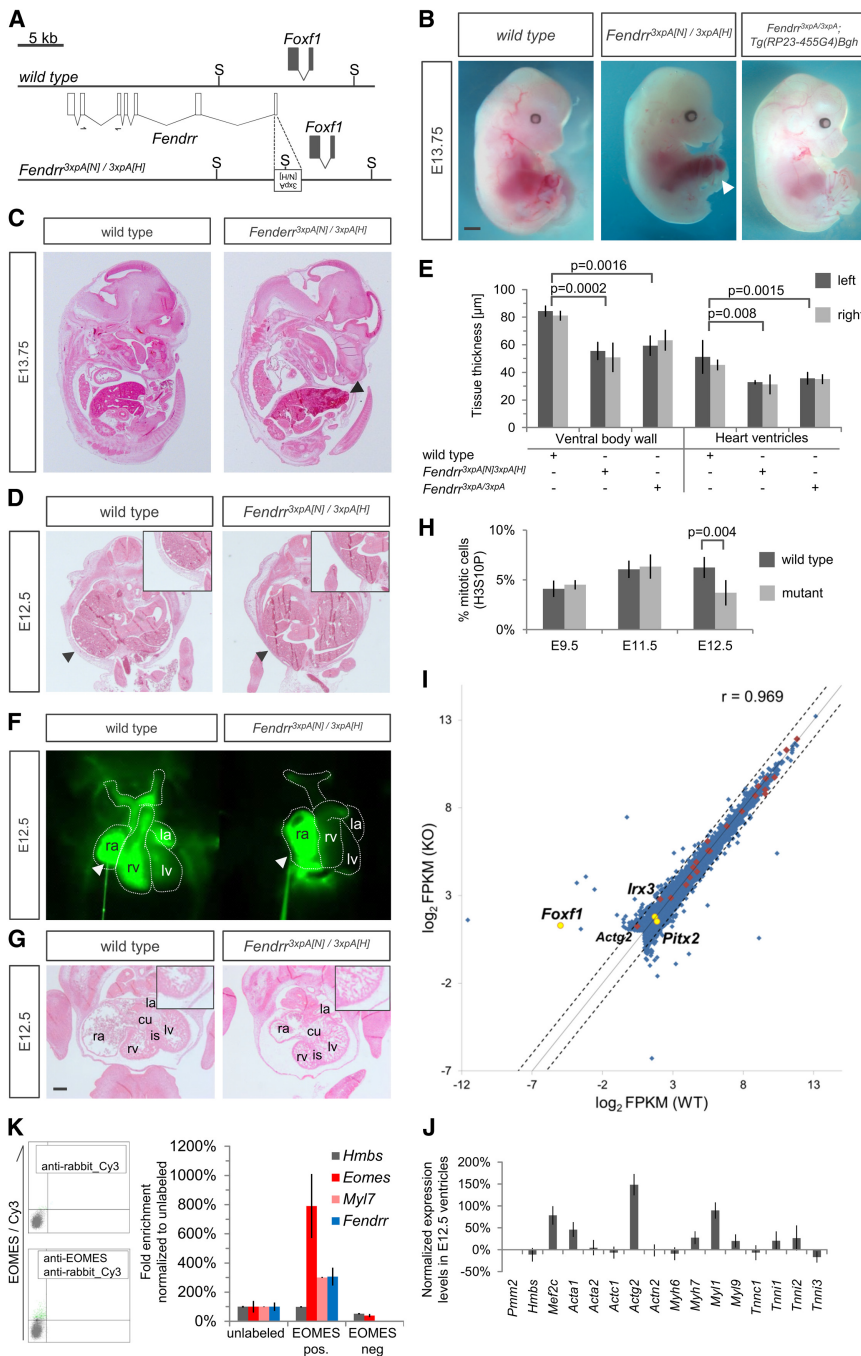 A
5 kb
Foxf1
S
S
wild type
Fendrr
Foxf1
S
S
S
Fendrr3xpA[N] / 3xpA[H]
3xpA
[N/H]
B
wild type
Fendrr3xpA[N] / 3xpA[H]
Fendrr3xpA/3xpA;
Tg(RP23-455G4)Bgh
E13.75
C
wild type
Fenderr3xpA[N] / 3xpA[H]
E13.75
D
wild type
Fendrr3xpA[N] / 3xpA[H]
E12.5
E
p=0.0016
p=0.0002
p=0.0015
p=0.008
left
right
Tissue thickness [µm]
100
80
60
40
20
0
Ventral body wall
Heart ventricles
wild type + - - + - -
Fendrr3xpA[N]3xpA[H] - + - - + -
Fendrr3xpA/3xpA - - + - - +
F
wild type
Fendrr3xpA[N] / 3xpA[H]
E12.5
ra
rv
la
lv
ra
rv
la
lv
G
wild type
Fendrr3xpA[N] / 3xpA[H]
E12.5
la
cu
ra
is
lv
rv
la
cu
ra
lv
rv
is
H
% mitotic cells
(H3S10P)
10%
5%
0%
p=0.004
wild type
mutant
E9.5
E11.5
E12.5
I
r = 0.969
log2 FPKM (KO)
13
8
3
-2
-7
Irx3
Foxf1
Actg2
Pitx2
-12
-7
-2
3
8
13
log2 FPKM (WT)
K
EOMES / Cy3
anti-rabbit_Cy3
anti-EOMES
anti-rabbit_Cy3
Fold enrichment
normalized to unlabeled
1200%
1000%
800%
600%
400%
200%
0%
Hmbs
Eomes
Myl7
Fendrr
unlabeled
EOMES
pos.
EOMES
neg
J
Normalized expression
levels in E12.5 ventricles
200%
150%
100%
50%
0%
-50%
Pmm2
Hmbs
Mef2c
Acta1
Acta2
Actc1
Actg2
Actn2
Myh6
Myh7
Myl1
Myl9
Tnnc1
Tnni1
Tnni2
Tnni3